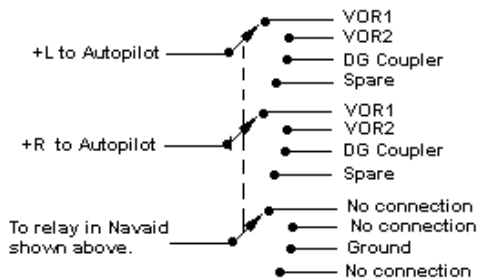 VOR1
VOR2
+L to Autopilot
DG Coupler
Spare
VOR1
VOR2
+R to Autopilot
DG Coupler
Spare
No connection
To relay in Navaid
shown above.
No connection
Ground
No connection